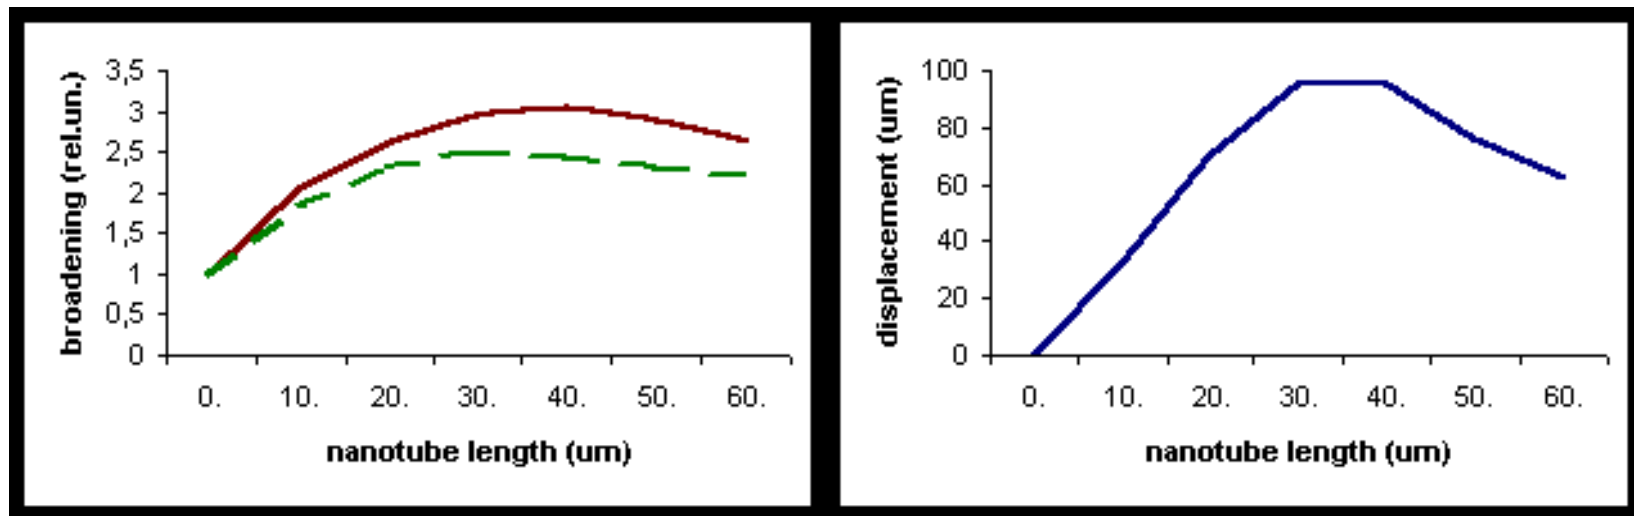 broadening (rel.un.)
3,5
3
2,5
2
1,5
1
0,5
0
0. 10. 20. 30. 40. 50. 60.
nanotube length (um)
displacement (um)
100
80
60
40
20
0
0. 10. 20. 30. 40. 50. 60.
nanotube length (um)